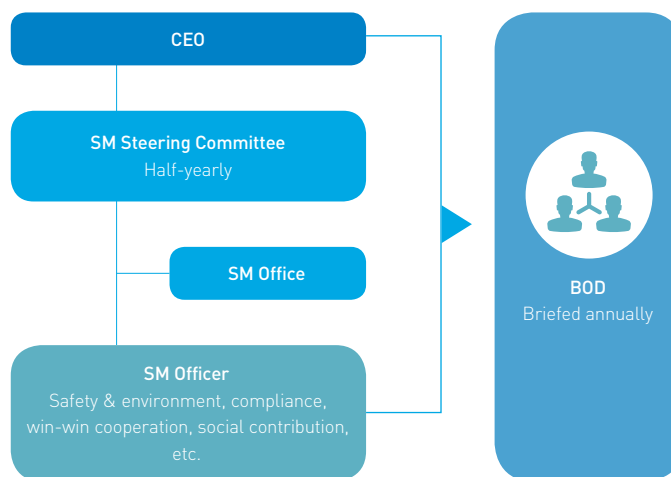 CEO
SM Steering Committee
Half-yearly
SM Office
SM Officer
Safety & environment, compliance,
win-win cooperation, social contribution,
etc.
BOD
Briefed annually